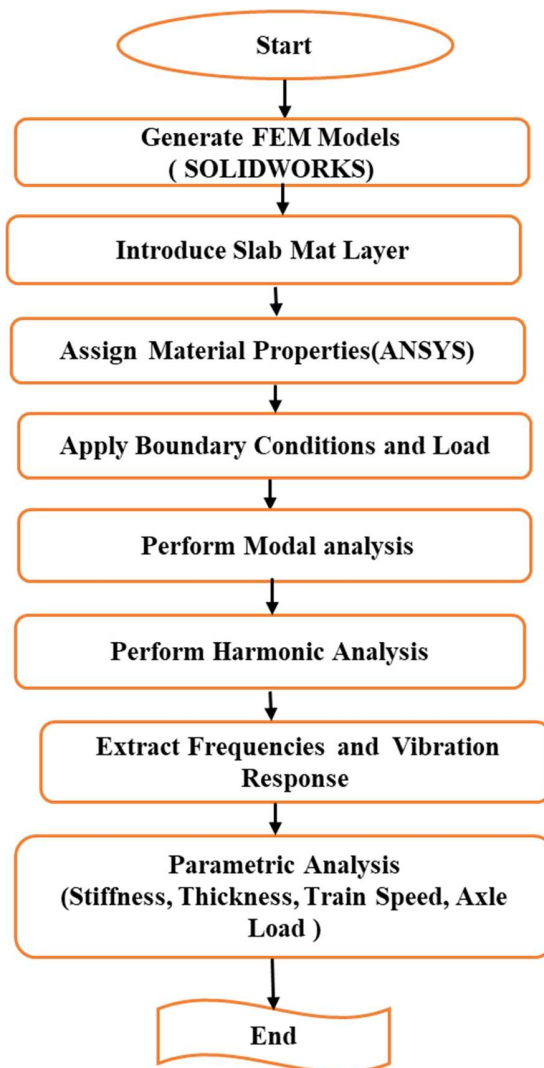 Start
Generate FEM Models
( SOLIDWORKS)
Introduce Slab Mat Layer
Assign Material Properties(ANSYS)
Apply Boundary Conditions and Load
Perform Modal analysis
Perform Harmonic Analysis
Extract Frequencies and Vibration
Response
Parametric Analysis
(Stiffness, Thickness, Train Speed, Axle
Load )
End